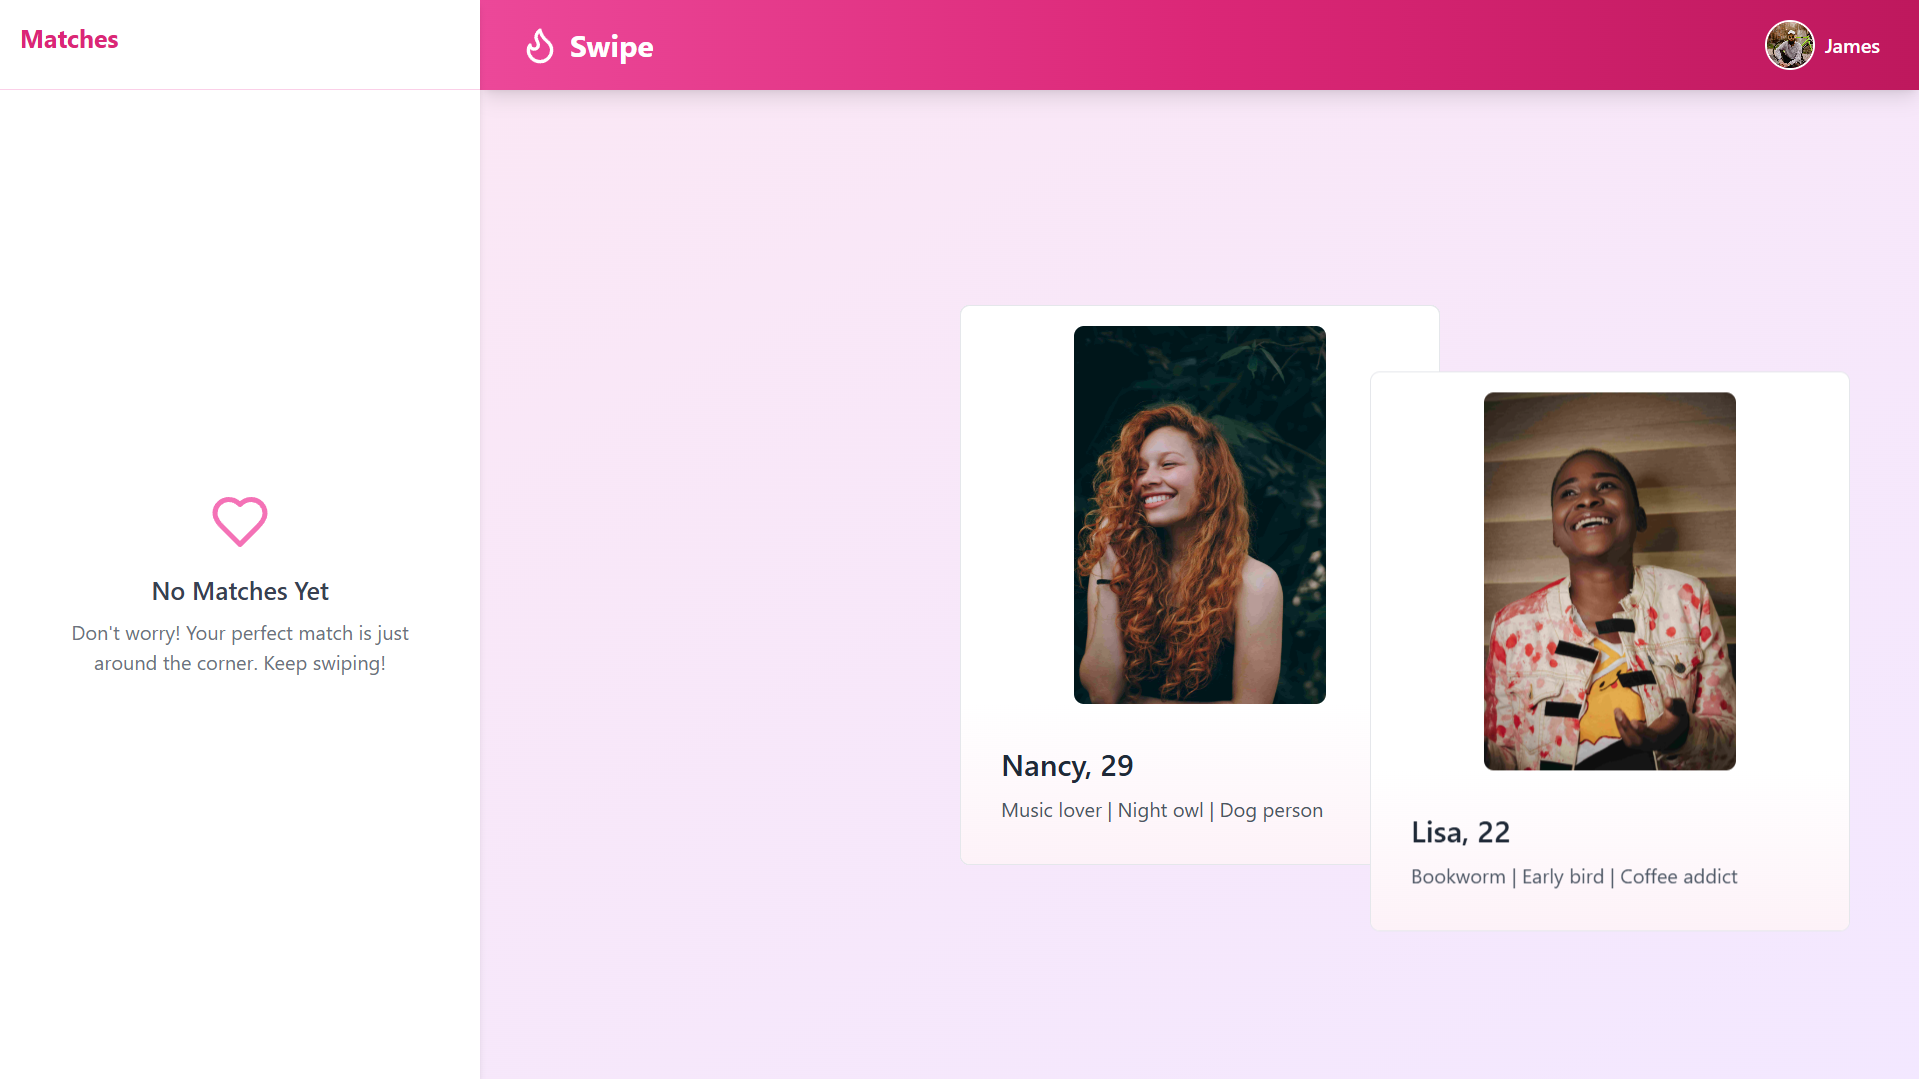 Matches
Swipe
James
No Matches Yet
Don't worry! Your perfect match is just
around the corner. Keep swiping!
Nancy, 29
Music lover | Night owl | Dog person
Lisa, 22
Bookworm | Early bird | Coffee addict